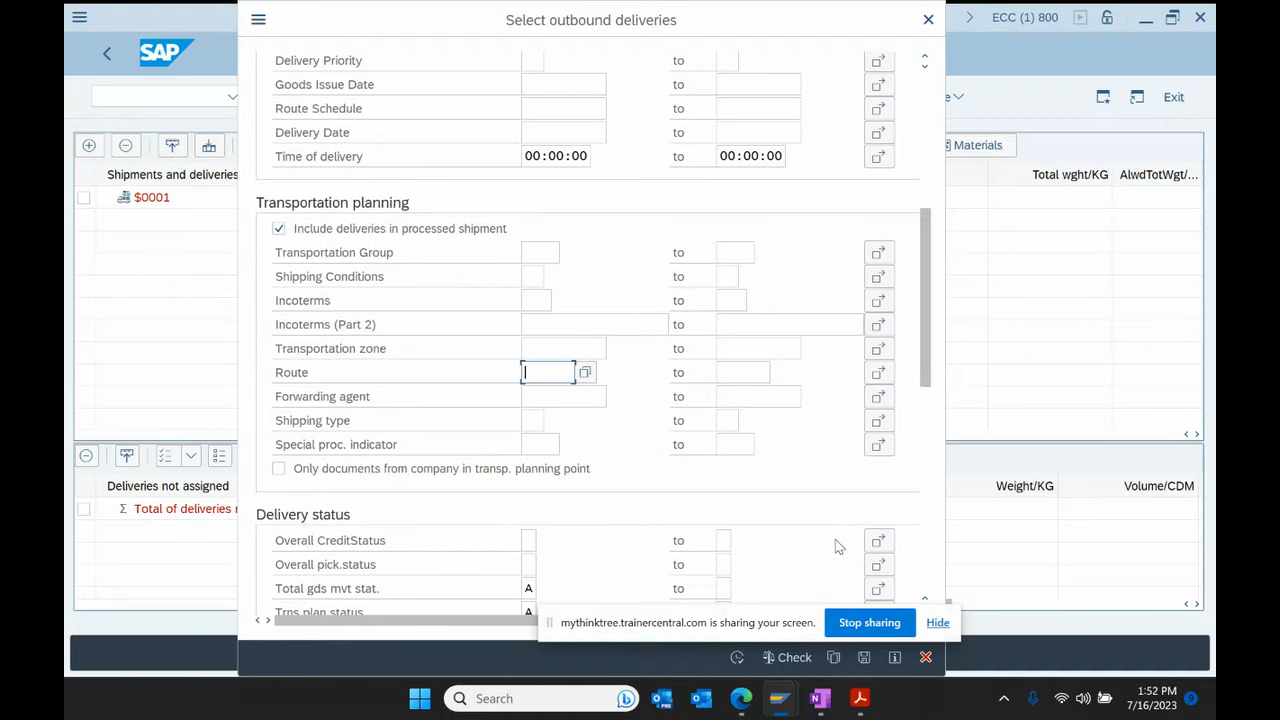 Select outbound deliveries
ECC (1) 800
SAP
Exit
Delivery Priority to
Goods Issue Date to
Route Schedule to
Delivery Date to
Time of delivery 00:00:00 to 00:00:00
Materials
Shipments and deliveries
Total wght/KG AlwdTotWgt/...
$0001
Transportation planning
Include deliveries in processed shipment
Transportation Group to
Shipping Conditions to
Incoterms to
Incoterms (Part 2) to
Transportation zone to
Route to
Forwarding agent to
Shipping type to
Special proc. indicator to
Only documents from company in transp. planning point
Deliveries not assigned
Weight/KG Volume/CDM
Σ Total of deliveries
Delivery status
Overall CreditStatus to
Overall pick.status to
Total gds mvt stat. A to
Trns plan status A
mythinktree.trainercentral.com is sharing your screen. Stop sharing Hide
Check
Search
1:52 PM
7/16/2023